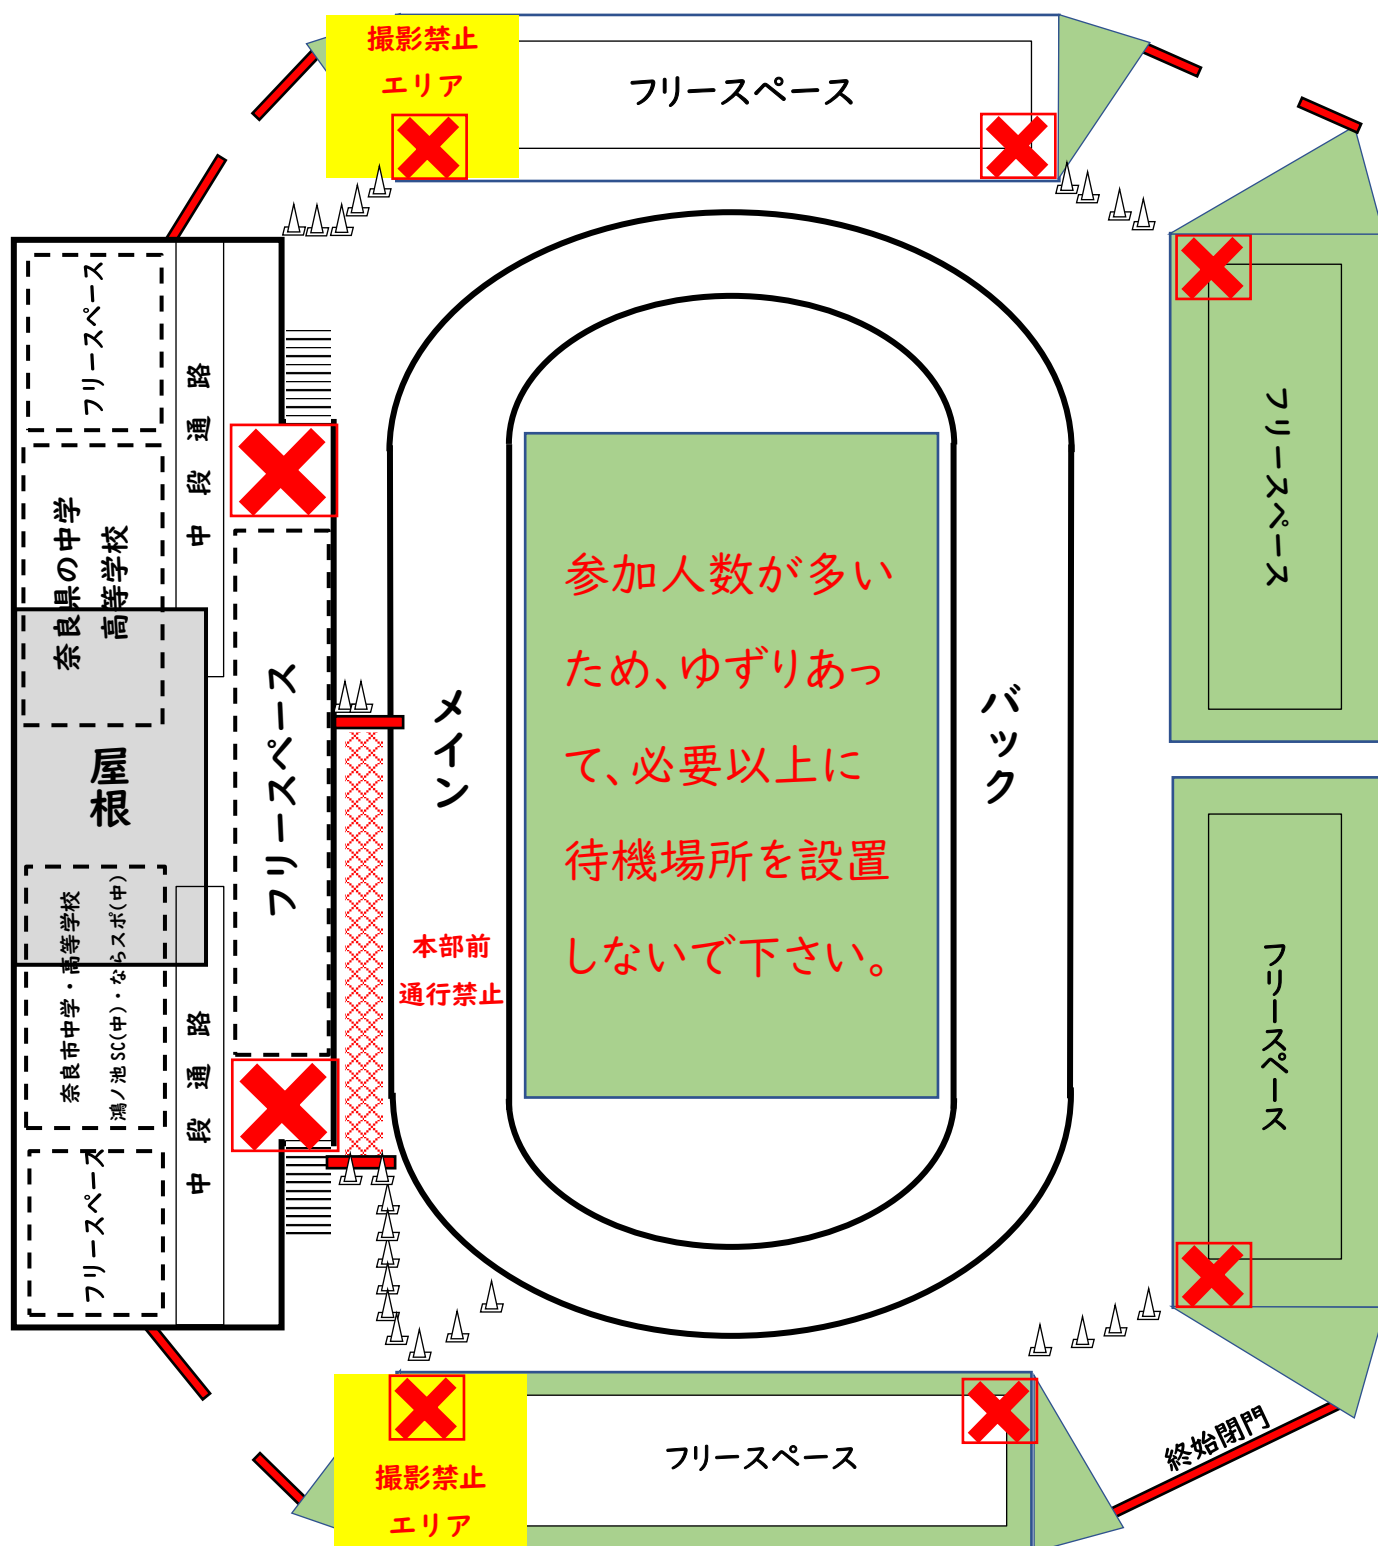 撮影禁止
エリア
フリースペース
フリースペース
中段通路
奈良県の中学
高等学校
屋根
フリースペース
奈良市中学・高等学校
鴻ノ池SC(中)・ならスポ(中)
中段通路
フリースペース
メイン
本部前
通行禁止
参加人数が多い
ため、ゆずりあっ
て、必要以上に
待機場所を設置
しないで下さい。
バック
フリースペース
フリースペース
撮影禁止
エリア
フリースペース
終始閉門